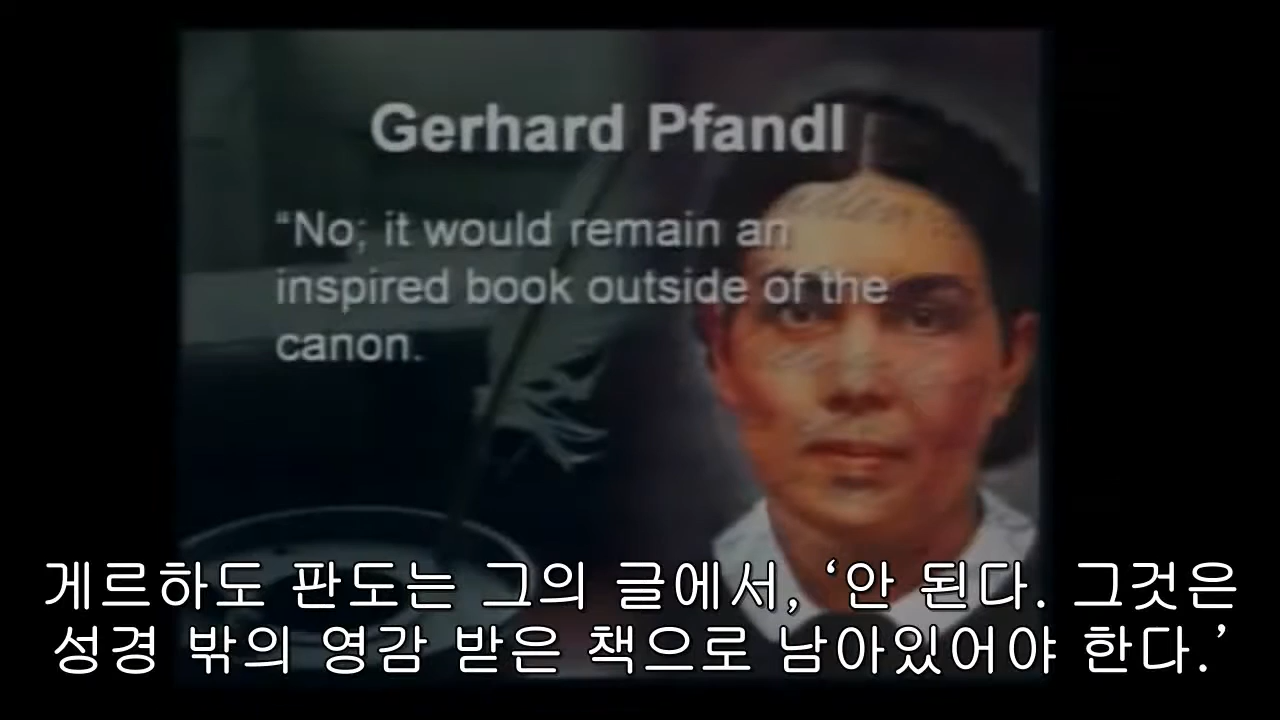 Gerhard Pfandl
“No; it would remain an
inspired book outside of the
canon.
게르하도 판도는 그의 글에서, ‘안 된다. 그것은
성경 밖의 영감 받은 책으로 남아있어야 한다.’